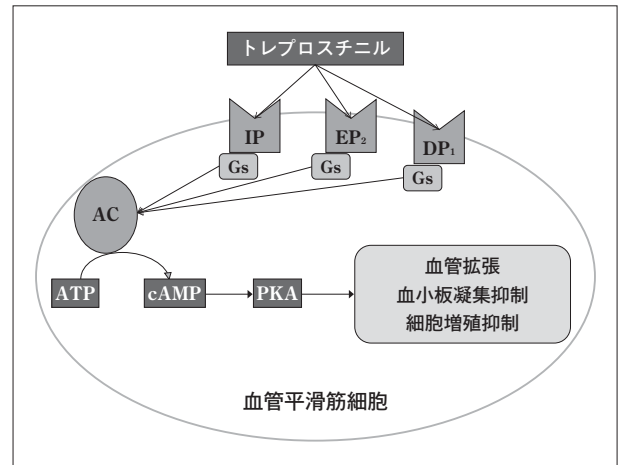 トレプロスチニル
IP
EP₂
DP₁
Gs
Gs
Gs
AC
ATP
cAMP
PKA
血管拡張
血小板凝集抑制
細胞増殖抑制
血管平滑筋細胞